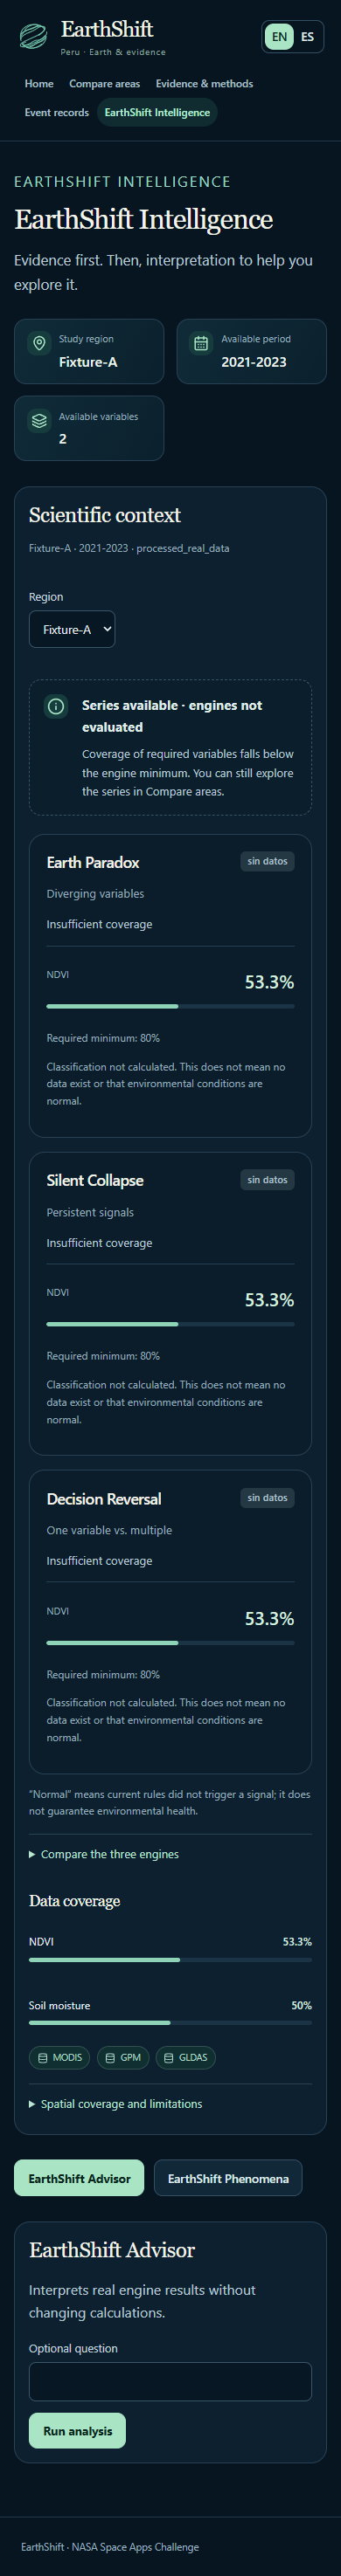 EarthShift
Peru · Earth & evidence
EN ES
Home Compare areas Evidence & methods
Event records EarthShift Intelligence
EARTHSHIFT INTELLIGENCE
EarthShift Intelligence
Evidence first. Then, interpretation to help you
explore it.
Study region
Fixture-A
Available period
2021-2023
Available variables
2
Scientific context
Fixture-A · 2021-2023 · processed_real_data
Region
Fixture-A
Series available · engines not
evaluated
Coverage of required variables falls below
the engine minimum. You can still explore
the series in Compare areas.
Earth Paradox
sin datos
Diverging variables
Insufficient coverage
NDVI
53.3%
Required minimum: 80%
Classification not calculated. This does not mean no
data exist or that environmental conditions are
normal.
Silent Collapse
sin datos
Persistent signals
Insufficient coverage
NDVI
53.3%
Required minimum: 80%
Classification not calculated. This does not mean no
data exist or that environmental conditions are
normal.
Decision Reversal
sin datos
One variable vs. multiple
Insufficient coverage
NDVI
53.3%
Required minimum: 80%
Classification not calculated. This does not mean no
data exist or that environmental conditions are
normal.
“Normal” means current rules did not trigger a signal; it does
not guarantee environmental health.
Compare the three engines
Data coverage
NDVI 53.3%
Soil moisture 50%
MODIS GPM GLDAS
Spatial coverage and limitations
EarthShift Advisor EarthShift Phenomena
EarthShift Advisor
Interprets real engine results without
changing calculations.
Optional question
Run analysis
EarthShift · NASA Space Apps Challenge